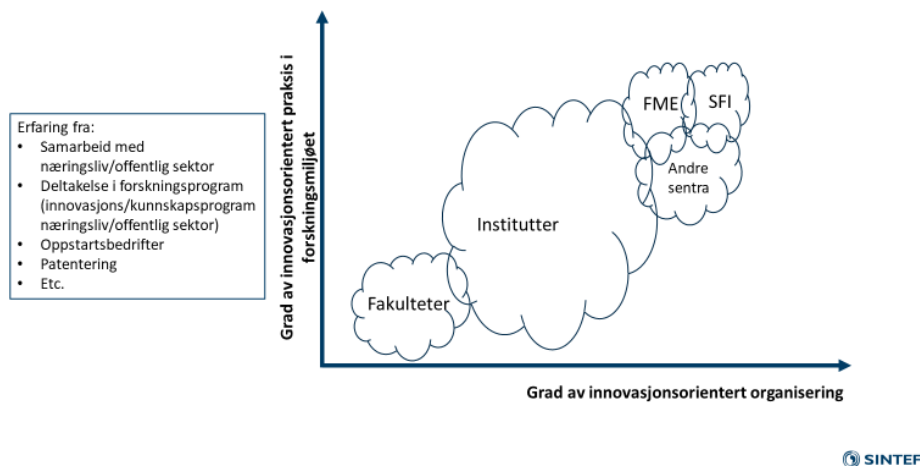 Erfaring fra:
• Samarbeid med
næringsliv/offentlig sektor
• Deltakelse i forskningsprogram
(innovasjons/kunnskapsprogram
næringsliv/offentlig sektor)
• Oppstartsbedrifter
• Patentering
• Etc.
Grad av innovasjonsorientert praksis i
forskningsmiljøet
FME
SFI
Andre
sentra
Institutter
Fakulteter
Grad av innovasjonsorientert organisering
SINTEF